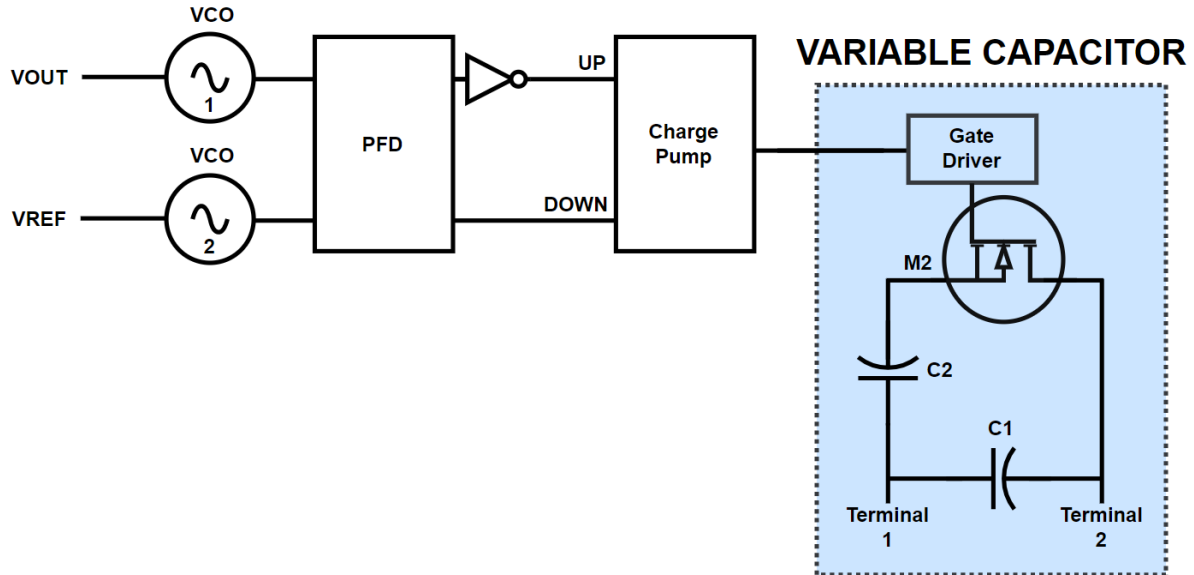 VCO
VOUT
1
VCO
VREF
2
PFD
UP
DOWN
Charge
Pump
VARIABLE CAPACITOR
Gate
Driver
M2
C2
C1
Terminal
1
Terminal
2